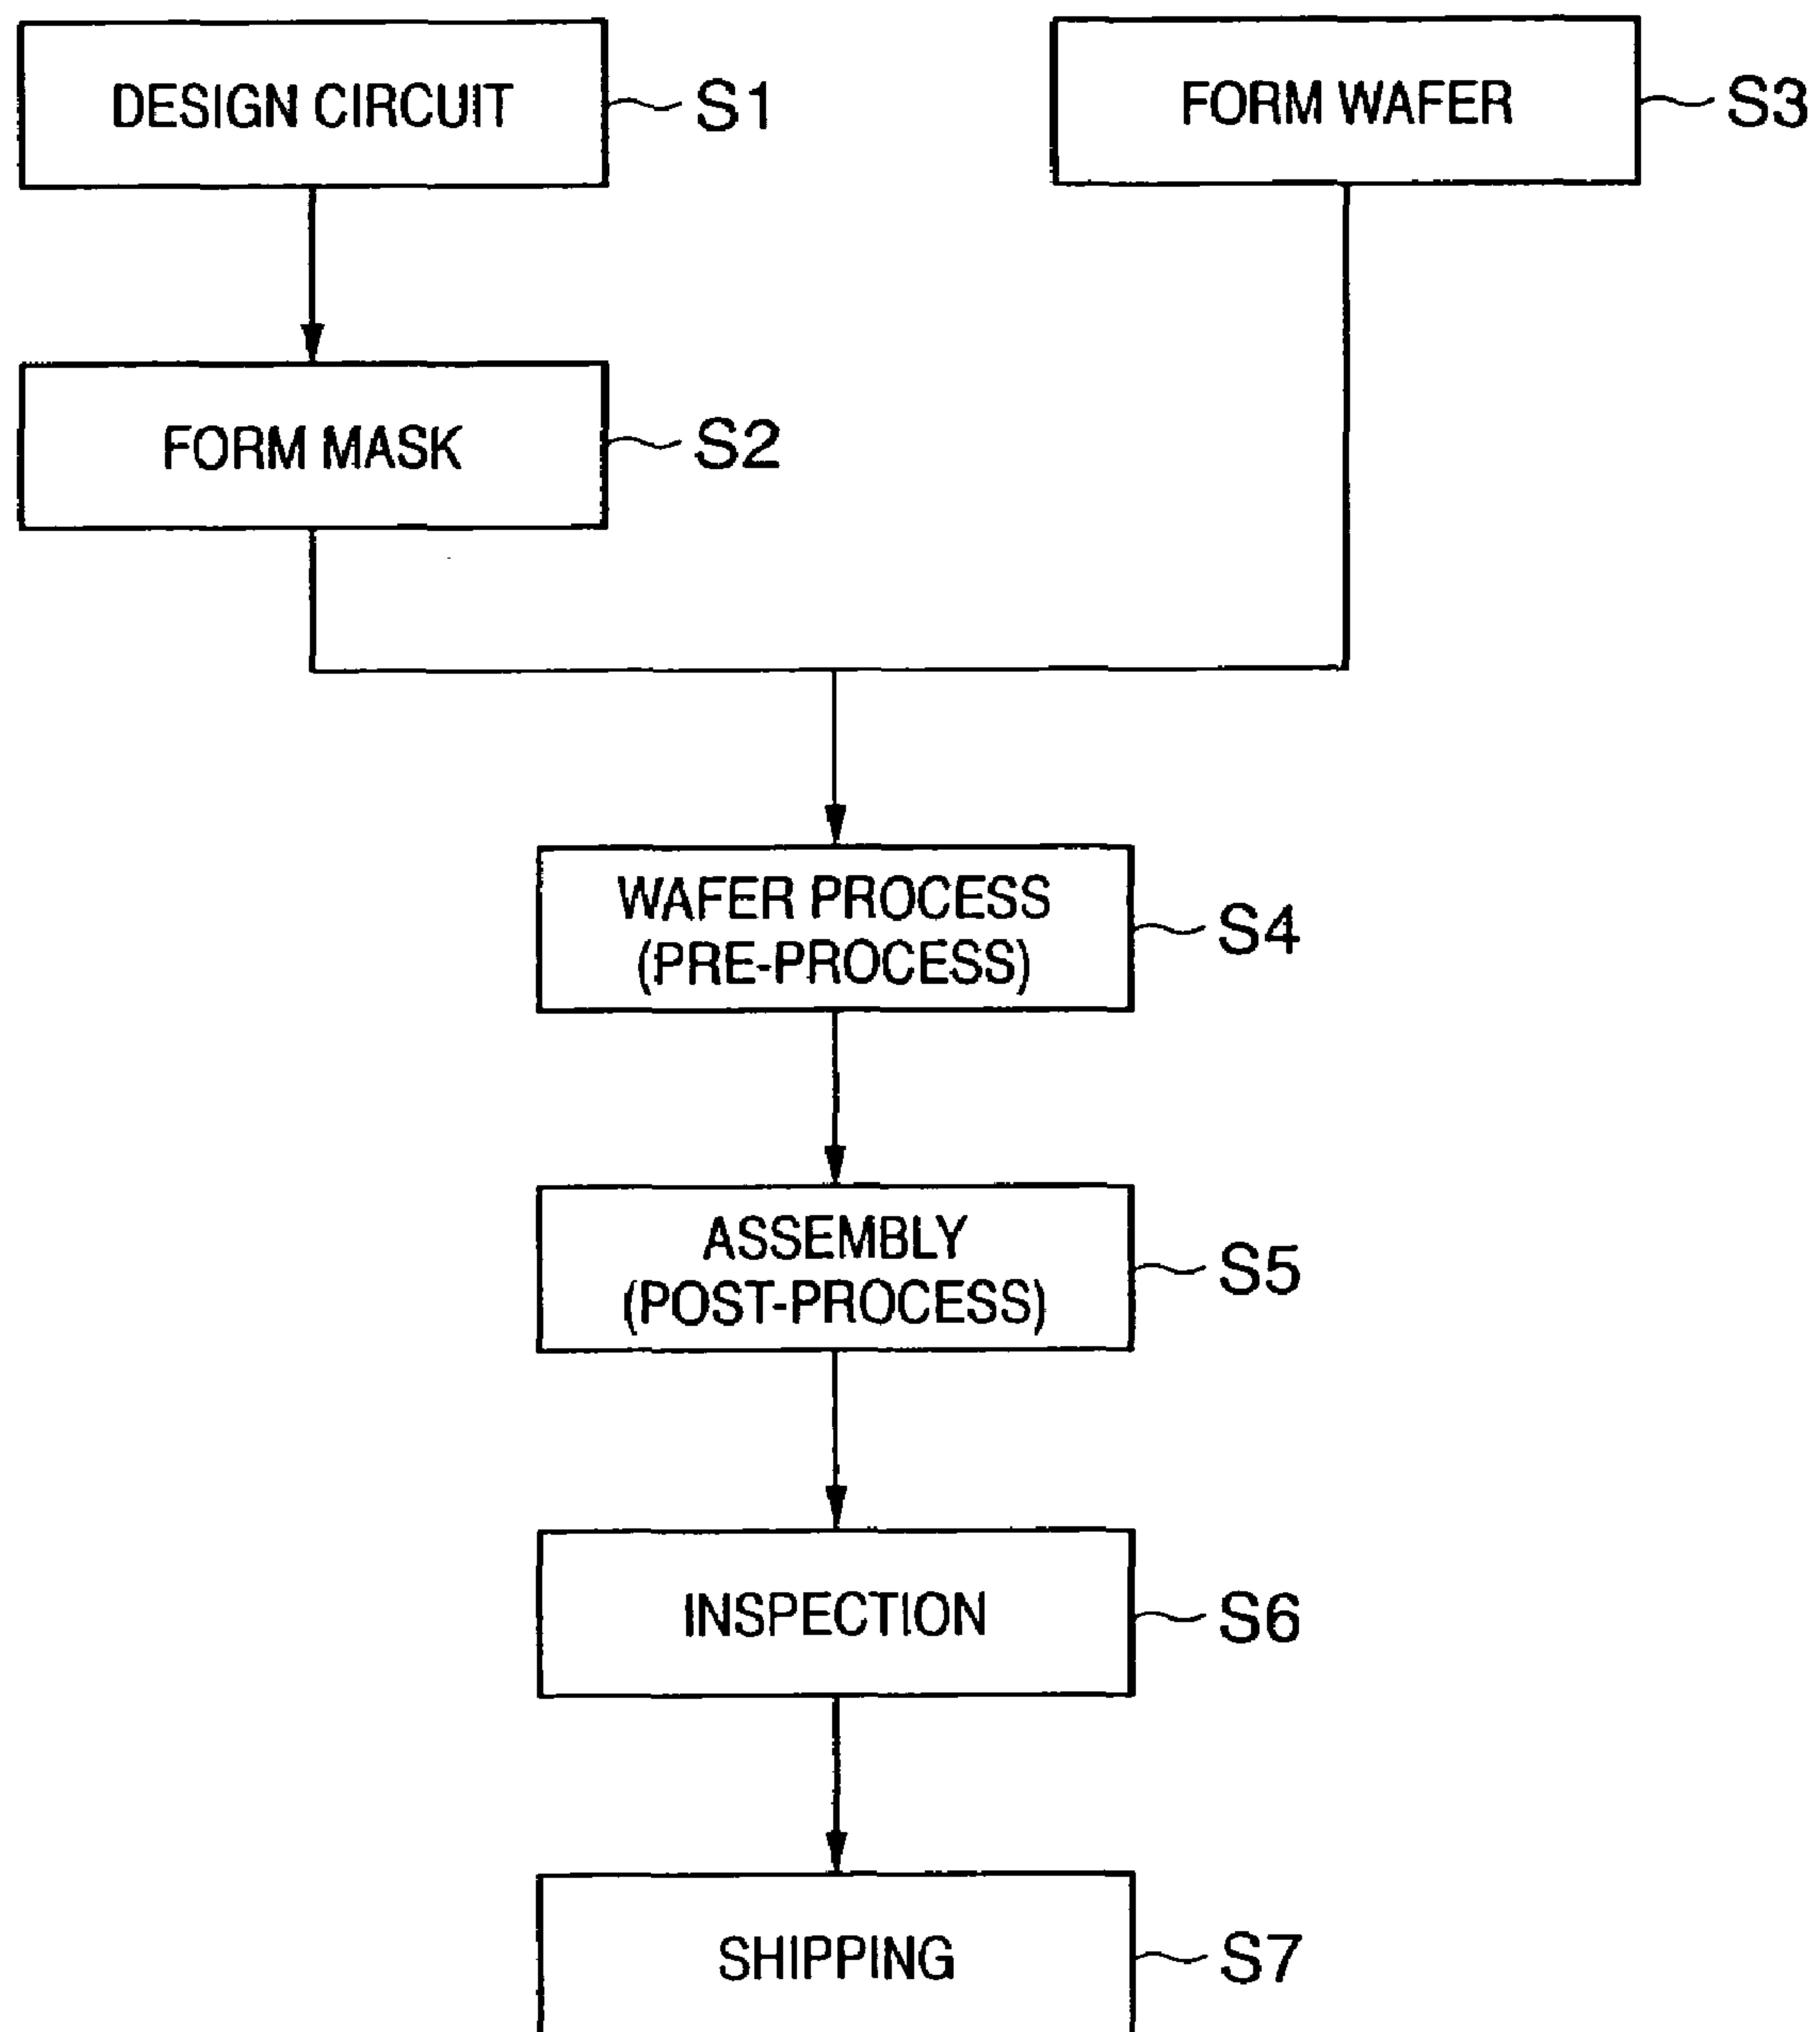 DESIGN CIRCUIT
S1
FORM WAFER
S3
FORM MASK
S2
WAFER PROCESS
(PRE-PROCESS)
S4
ASSEMBLY
(POST-PROCESS)
S5
INSPECTION
S6
SHIPPING
S7